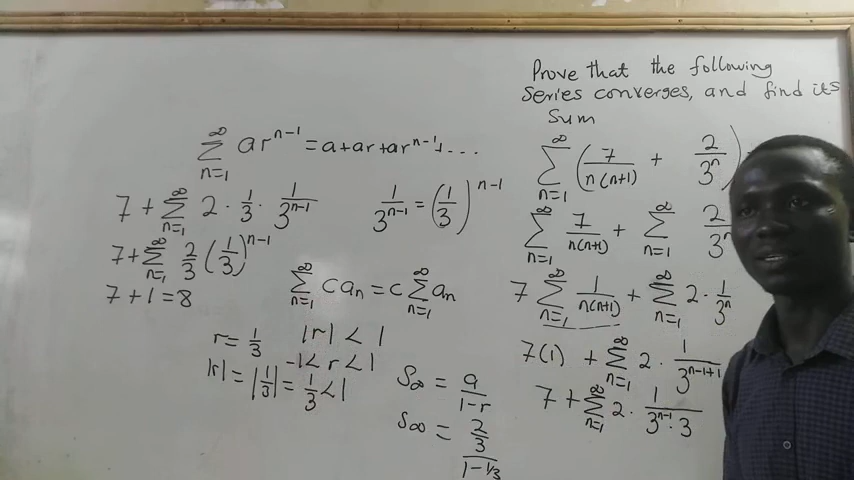 Prove that the following
Series converges, and find its
Sum
∞∑n=1 (7/n(n+1) + 2/3^n)
∞∑n=1 7/n(n+1) + ∞∑n=1 2/3^n
7 ∞∑n=1 1/n(n+1) + ∞∑n=1 2·1/3^n
7(1) + ∞∑n=1 2·1/3^(n-1+1)
7 + ∞∑n=1 2·1/(3^(n-1)·3)
∞∑n=1 ar^(n-1) = a+ar+ar^(n-1)+...
7 + ∞∑n=1 2·1/3·1/3^(n-1)
1/3^(n-1) = (1/3)^(n-1)
7+ ∞∑n=1 2/3 (1/3)^(n-1)
7+1=8
∞∑n=1 can = c ∞∑n=1 an
r=1/3
|r| < 1
|r| = |1/3| = 1/3 < 1
-1< r < 1
S∞ = a/(1-r)
S∞ = (2/3)/(1-1/3)